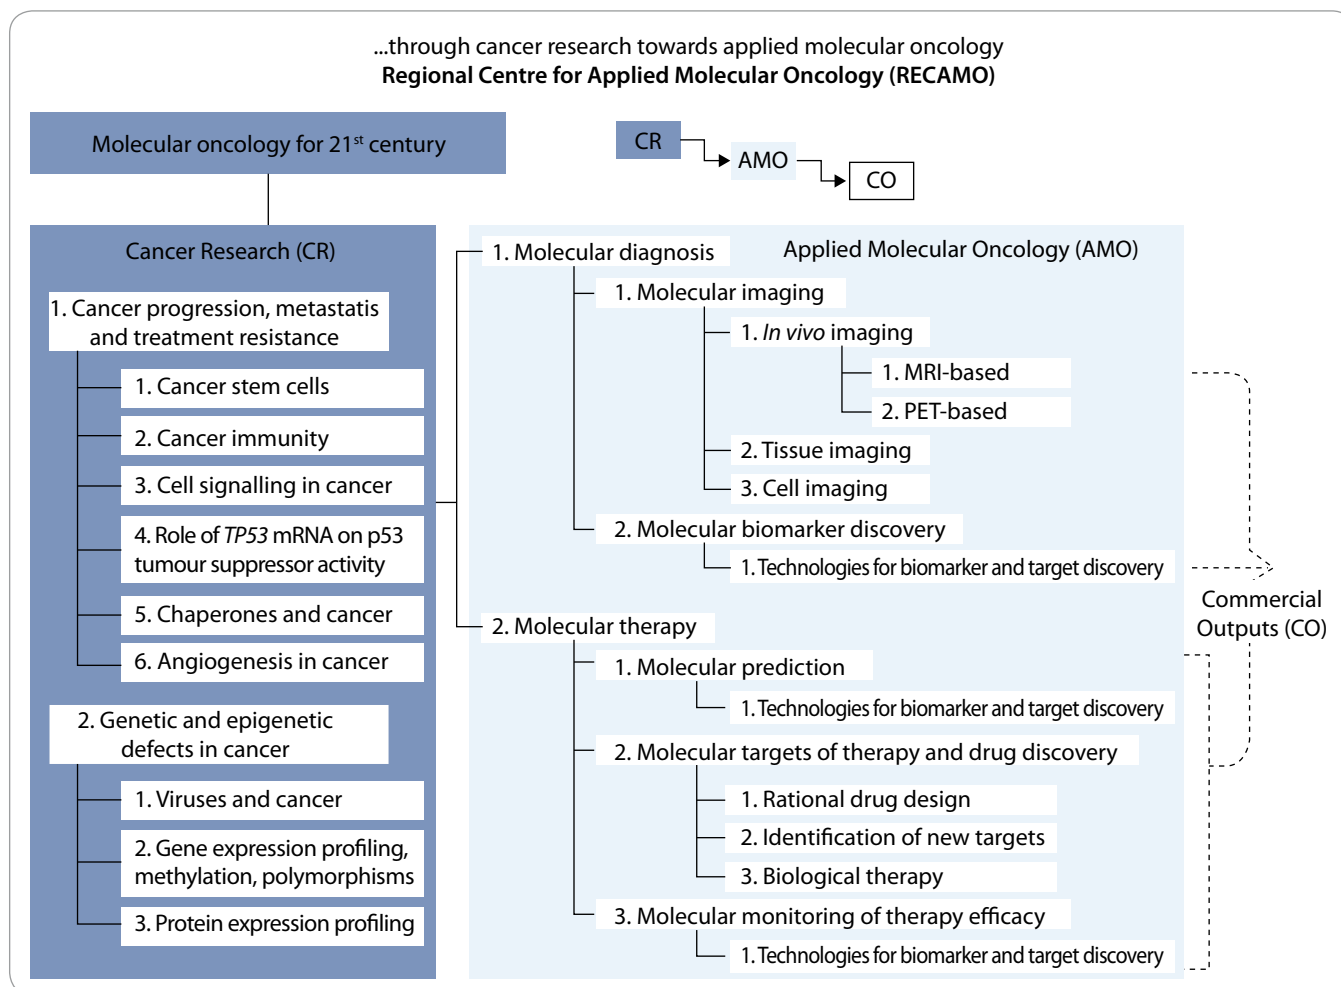 ...through cancer research towards applied molecular oncology
Regional Centre for Applied Molecular Oncology (RECAMO)
Molecular oncology for 21st century
CR
AMO
CO
Cancer Research (CR)
1. Cancer progression, metastatis
and treatment resistance
1. Cancer stem cells
2. Cancer immunity
3. Cell signalling in cancer
4. Role of TP53 mRNA on p53
tumour suppressor activity
5. Chaperones and cancer
6. Angiogenesis in cancer
2. Genetic and epigenetic
defects in cancer
1. Viruses and cancer
2. Gene expression profiling,
methylation, polymorphisms
3. Protein expression profiling
Applied Molecular Oncology (AMO)
1. Molecular diagnosis
1. Molecular imaging
1. In vivo imaging
1. MRI-based
2. PET-based
2. Tissue imaging
3. Cell imaging
2. Molecular biomarker discovery
1. Technologies for biomarker and target discovery
2. Molecular therapy
1. Molecular prediction
1. Technologies for biomarker and target discovery
2. Molecular targets of therapy and drug discovery
1. Rational drug design
2. Identification of new targets
3. Biological therapy
3. Molecular monitoring of therapy efficacy
1. Technologies for biomarker and target discovery
Commercial
Outputs (CO)